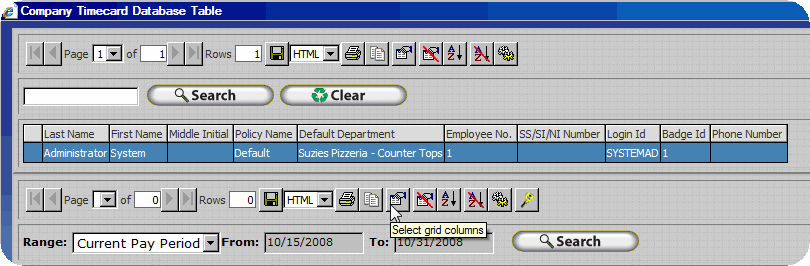 Company Timecard Database Table
Page 1 of 1 Rows 1 HTML
Search Clear
Last Name First Name Middle Initial Policy Name Default Department Employee No. SS/SI/NI Number Login Id Badge Id Phone Number
Administrator System Default Suzies Pizzeria - Counter Tops 1 SYSTEMAD 1
Page of 0 Rows 0 HTML
Select grid columns
Range: Current Pay Period From: 10/15/2008 To: 10/31/2008 Search